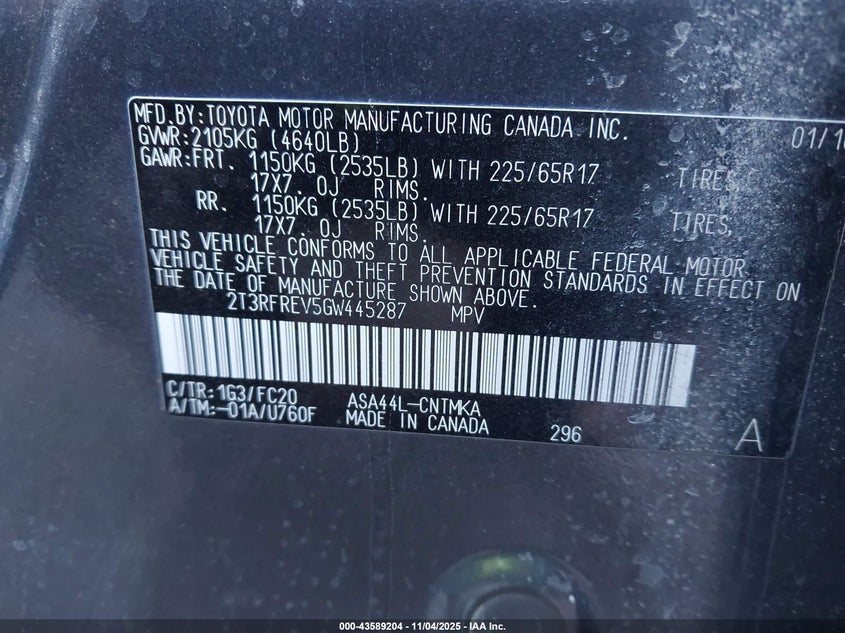 MFD.BY:TOYOTA MOTOR MANUFACTURING CANADA INC. 01/1
GVWR:2105KG (4640LB)
GAWR:FRT. 1150KG (2535LB) WITH 225/65R17 TIRES,
17X7.0J RIMS.
RR. 1150KG (2535LB) WITH 225/65R17 TIRES,
17X7.0J RIMS.
THIS VEHICLE CONFORMS TO ALL APPLICABLE FEDERAL MOTOR
VEHICLE SAFETY AND THEFT PREVENTION STANDARDS IN EFFECT ON
THE DATE OF MANUFACTURE SHOWN ABOVE.
2T3RFREV5GW445287 MPV
C/TR:1G3/FC20 ASA44L-CNTMKA
A/TM:-01A/U760F MADE IN CANADA 296 A
000-43589204 - 11/04/2025 - IAA Inc.